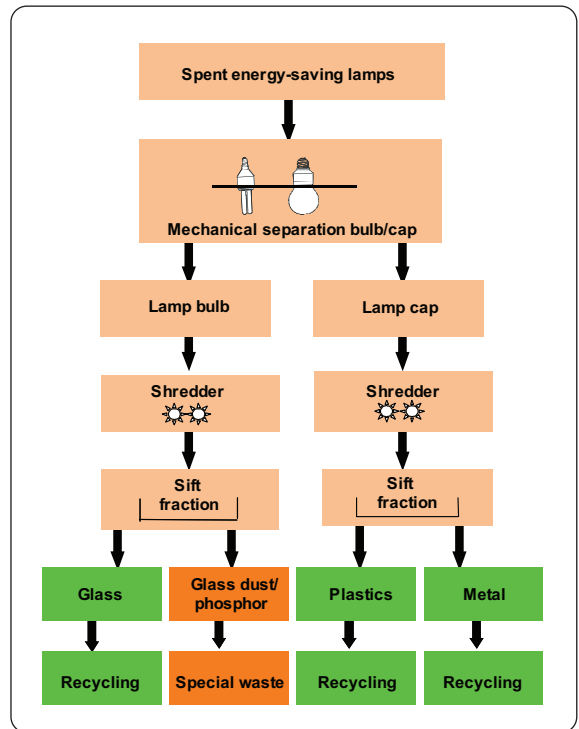 Spent energy-saving lamps
Mechanical separation bulb/cap
Lamp bulb
Lamp cap
Shredder
Shredder
Sift
fraction
Sift
fraction
Glass
Glass dust/
phosphor
Plastics
Metal
Recycling
Special waste
Recycling
Recycling